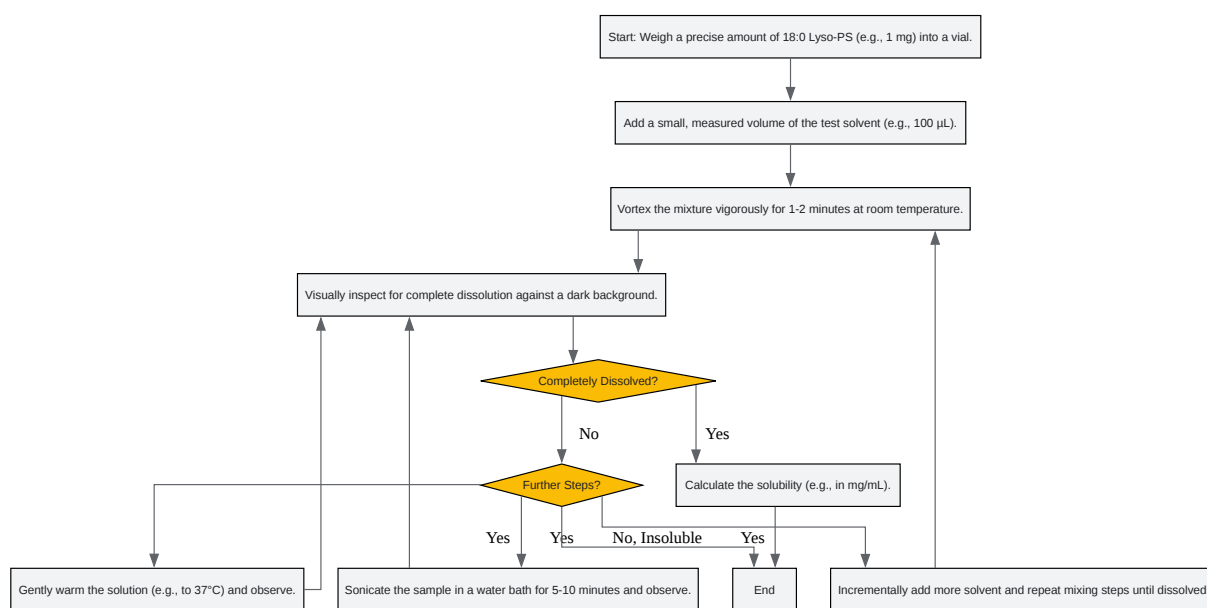 Start: Weigh a precise amount of 18:0 Lyso-PS (e.g., 1 mg) into a vial.
Add a small, measured volume of the test solvent (e.g., 100 µL).
Vortex the mixture vigorously for 1-2 minutes at room temperature.
Visually inspect for complete dissolution against a dark background.
Completely Dissolved?
No
Yes
Further Steps?
Calculate the solubility (e.g., in mg/mL).
Yes
Yes
No, Insoluble
Yes
Gently warm the solution (e.g., to 37°C) and observe.
Sonicate the sample in a water bath for 5-10 minutes and observe.
End
Incrementally add more solvent and repeat mixing steps until dissolved